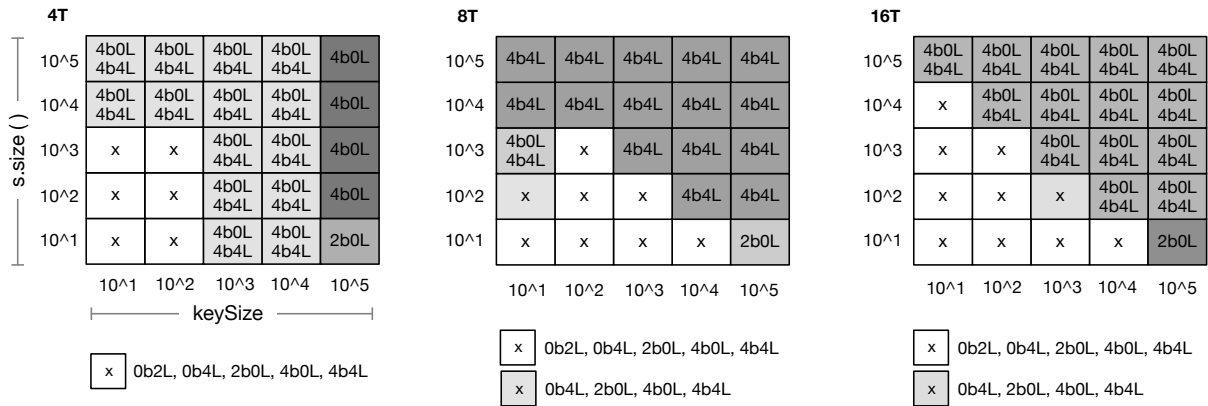 4T
8T
16T
s.size ( )
10^5
4b0L 4b0L 4b0L 4b0L
4b4L 4b4L 4b4L 4b4L
4b0L
10^4
4b0L 4b0L 4b0L 4b0L
4b4L 4b4L 4b4L 4b4L
4b0L
10^3
x x
4b0L 4b0L
4b4L 4b4L
4b0L
10^2
x x
4b0L 4b0L
4b4L 4b4L
4b0L
10^1
x x
4b0L 4b0L
4b4L 4b4L
2b0L
10^1 10^2 10^3 10^4 10^5
keySize
x 0b2L, 0b4L, 2b0L, 4b0L, 4b4L
10^5 4b4L 4b4L 4b4L 4b4L 4b4L
10^4 4b4L 4b4L 4b4L 4b4L 4b4L
10^3
4b0L
4b4L
x 4b4L 4b4L 4b4L
10^2 x x x 4b4L 4b4L
10^1 x x x x 2b0L
10^1 10^2 10^3 10^4 10^5
x 0b2L, 0b4L, 2b0L, 4b0L, 4b4L
x 0b4L, 2b0L, 4b0L, 4b4L
10^5
4b0L 4b0L 4b0L 4b0L 4b0L
4b4L 4b4L 4b4L 4b4L 4b4L
10^4
x
4b0L 4b0L 4b0L 4b0L
4b4L 4b4L 4b4L 4b4L
10^3
x x
4b0L 4b0L 4b0L
4b4L 4b4L 4b4L
10^2
x x x
4b0L 4b0L
4b4L 4b4L
10^1 x x x x 2b0L
10^1 10^2 10^3 10^4 10^5
x 0b2L, 0b4L, 2b0L, 4b0L, 4b4L
x 0b4L, 2b0L, 4b0L, 4b4L